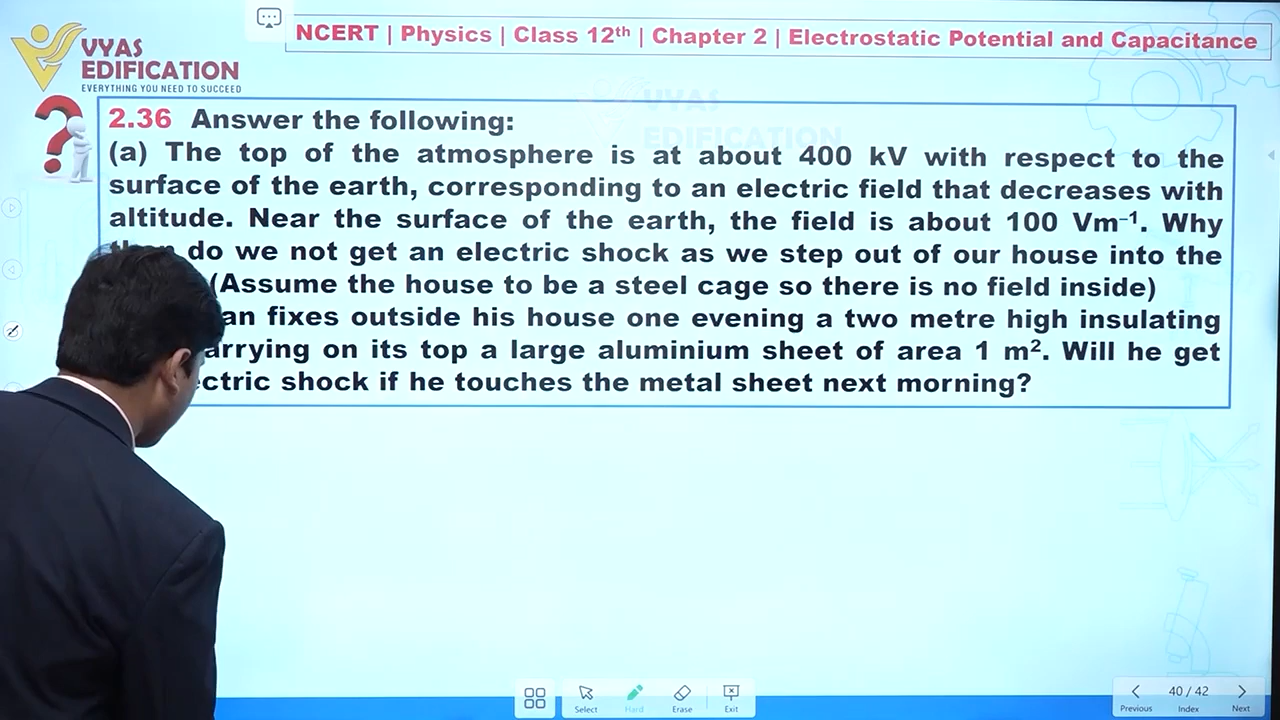 NCERT | Physics | Class 12th | Chapter 2 | Electrostatic Potential and Capacitance
VYAS
EDIFICATION
EVERYTHING YOU NEED TO SUCCEED
VYAS
EDIFICATION
2.36 Answer the following:
(a) The top of the atmosphere is at about 400 kV with respect to the
surface of the earth, corresponding to an electric field that decreases with
altitude. Near the surface of the earth, the field is about 100 Vm⁻¹. Why
then do we not get an electric shock as we step out of our house into the
(Assume the house to be a steel cage so there is no field inside)
an fixes outside his house one evening a two metre high insulating
arrying on its top a large aluminium sheet of area 1 m². Will he get
ectric shock if he touches the metal sheet next morning?
Select
Hard
Erase
Exit
40 / 42
Previous
Index
Next